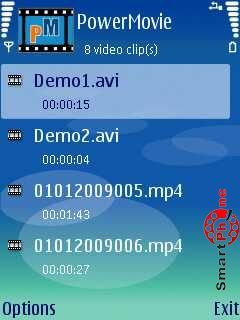 PM
PowerMovie
8 video clip(s)
Demo1.avi
00:00:15
Demo2.avi
00:00:04
01012009005.mp4
00:01:43
01012009006.mp4
00:00:27
SmartPhone
Options Exit